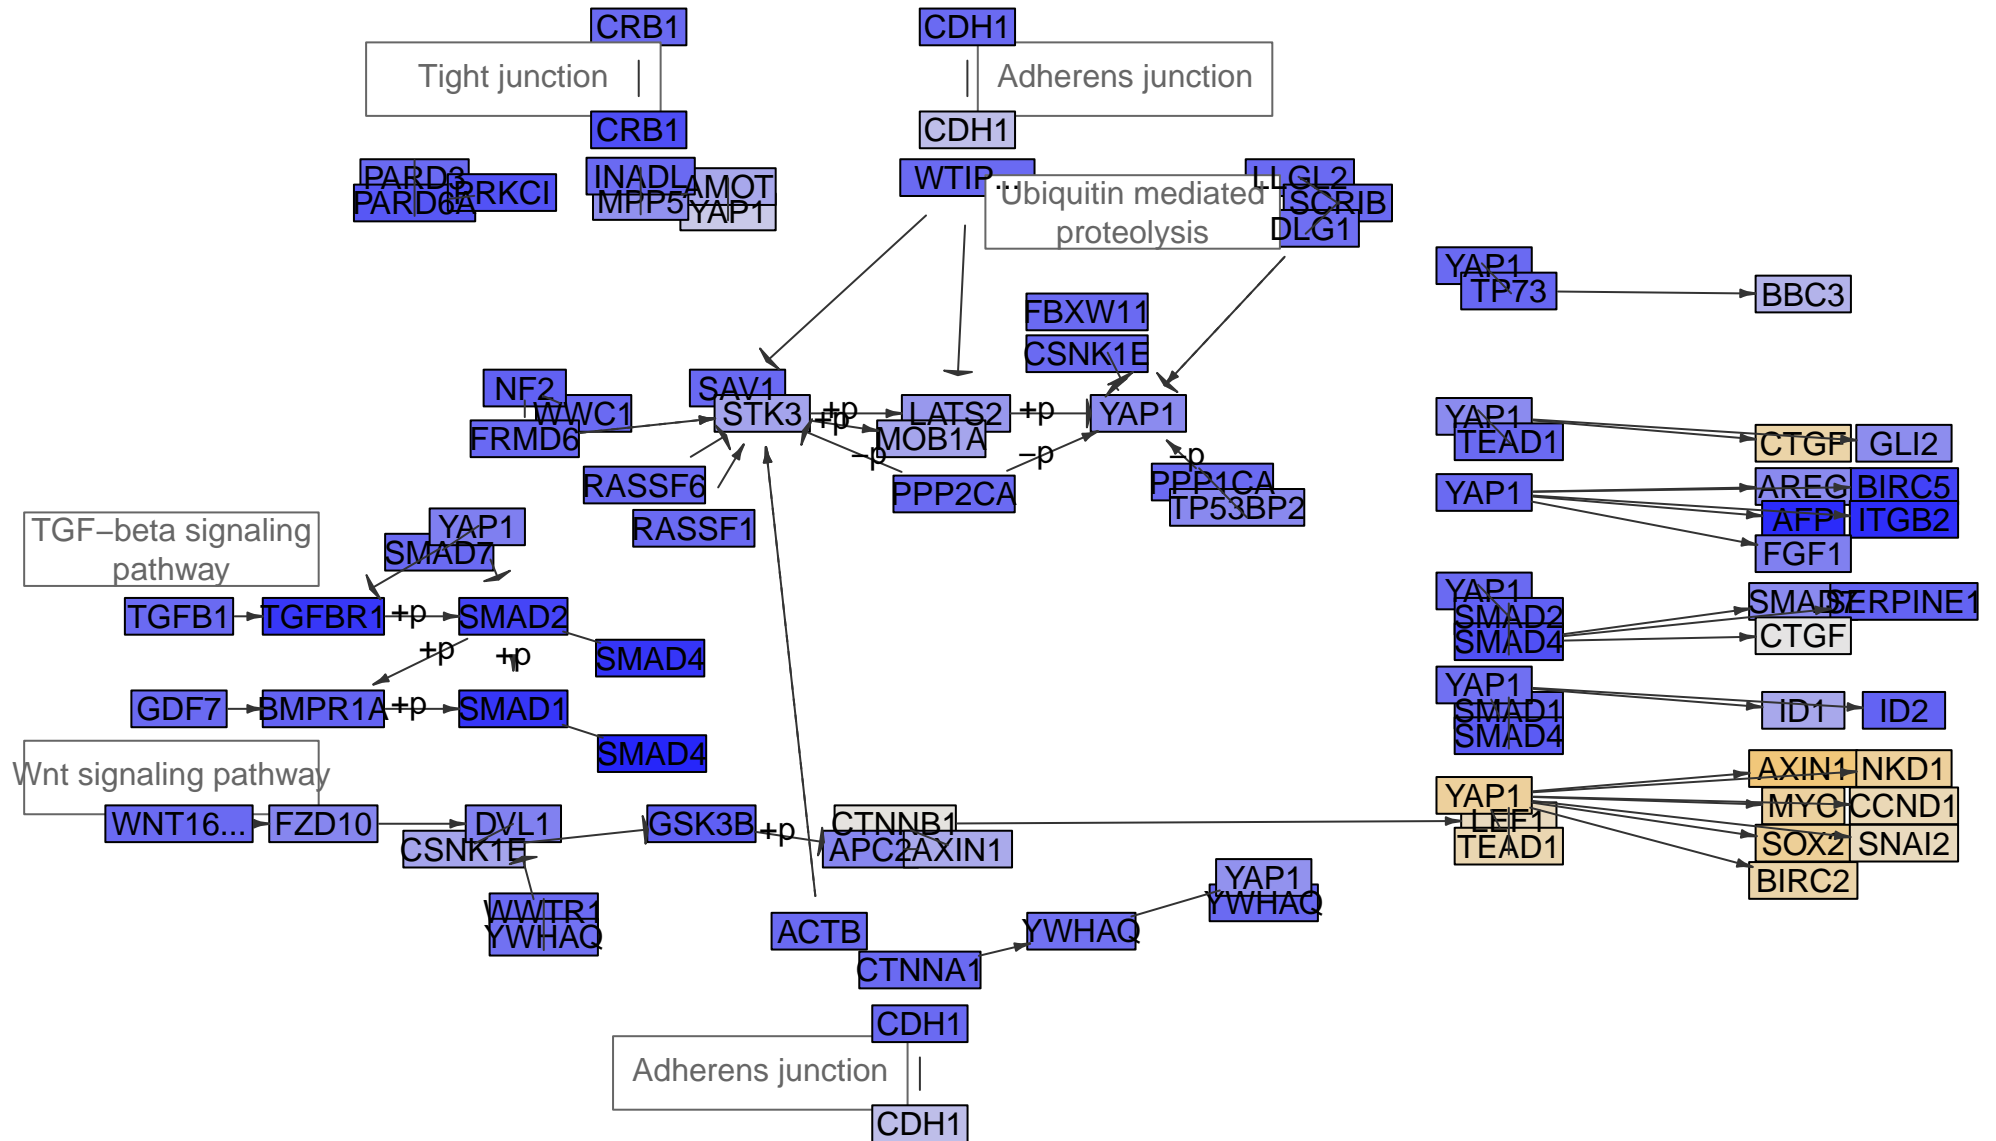 CRB1
CDH1
Tight junction
Adherens junction
CRB1
CDH1
PARD3
PARD6A
PRKCI
INADL
MPP5
AMOT
YAP1
WTIP...
Ubiquitin mediated
proteolysis
LLGL2
SCRIB
DLG1
YAP1
TP73
BBC3
FBXW11
CSNK1E
NF2
WWC1
FRMD6
SAV1
STK3
+p
+p
LATS2
MOB1A
+p
YAP1
−p
−p
−p
RASSF6
RASSF1
PPP2CA
PPP1CA
TP53BP2
YAP1
TEAD1
CTGF
GLI2
YAP1
AREG
BIRC5
AFP
ITGB2
FGF1
TGF−beta signaling
pathway
YAP1
SMAD7
TGFB1
TGFBR1
+p
SMAD2
+p
+p
SMAD4
GDF7
BMPR1A
+p
SMAD1
SMAD4
YAP1
SMAD2
SMAD4
SMAD7
SERPINE1
CTGF
YAP1
SMAD1
SMAD4
ID1
ID2
Wnt signaling pathway
WNT16...
FZD10
DVL1
CSNK1E
GSK3B
+p
CTNNB1
APC2
AXIN1
YAP1
LEF1
TEAD1
AXIN1
NKD1
MYC
CCND1
SOX2
SNAI2
BIRC2
WWTR1
YWHAQ
ACTB
CTNNA1
YWHAQ
YAP1
YWHAQ
CDH1
Adherens junction
CDH1